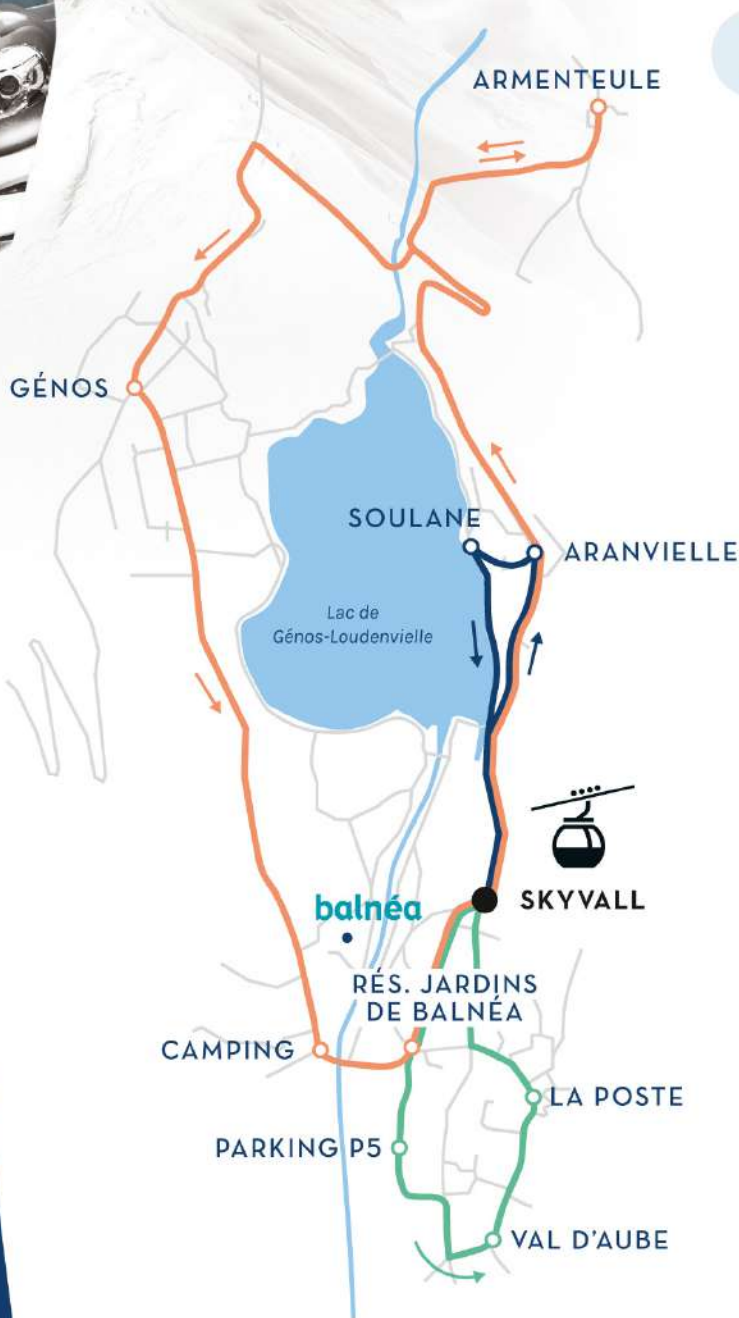 ARMENTEULE
GÉNOS
SOULANE
ARANVIELLE
Lac de
Génos-Loudenvielle
SKYVALL
balnéa
RÉS. JARDINS
DE BALNÉA
CAMPING
LA POSTE
PARKING P5
VAL D'AUBE